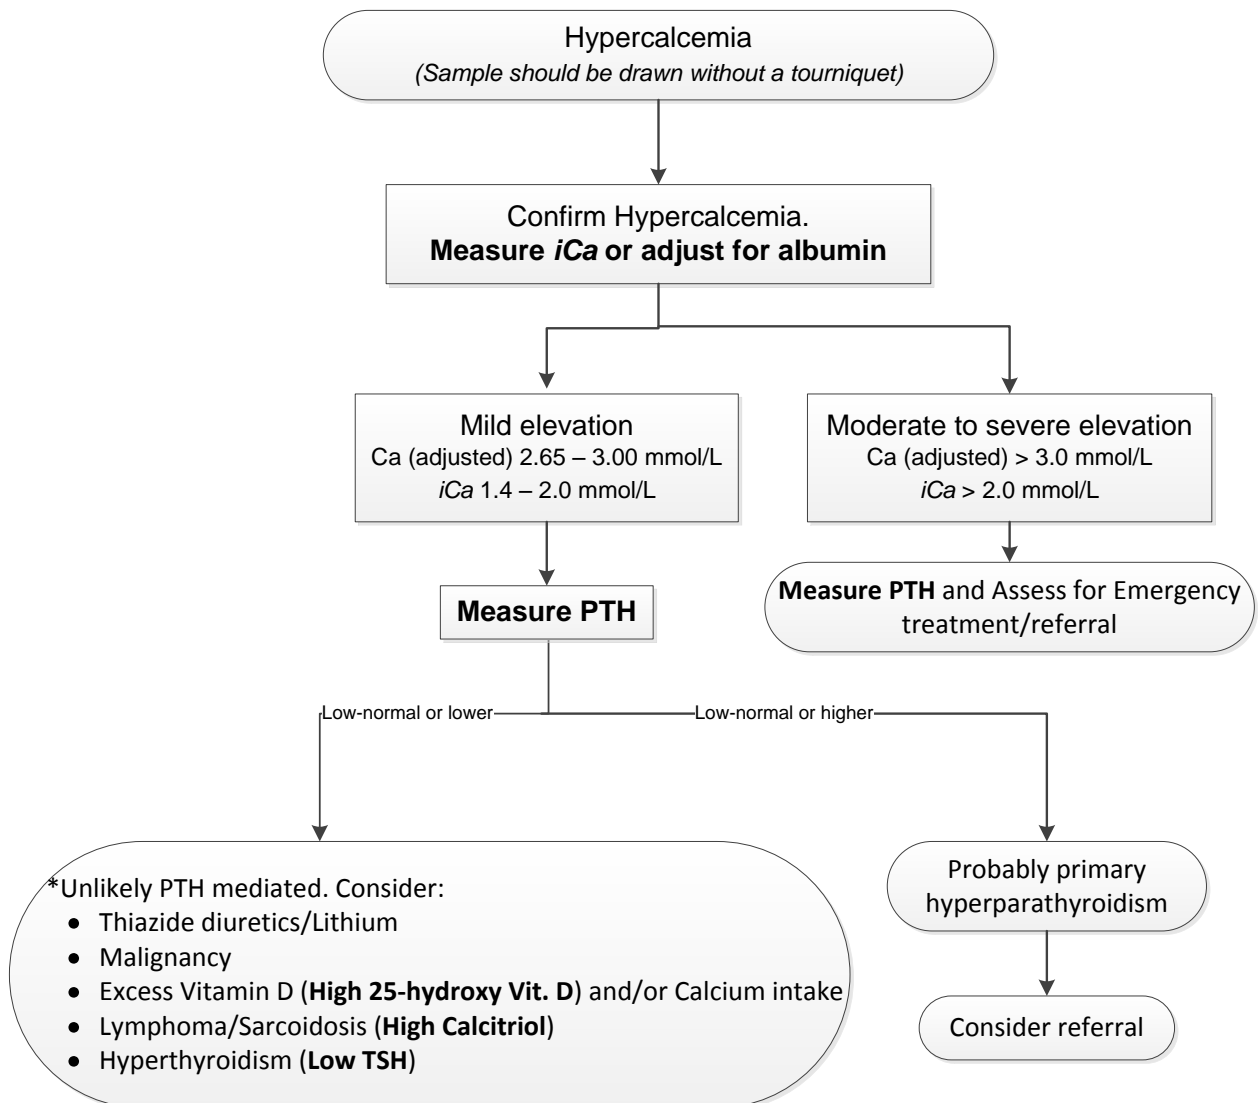 Hypercalcemia
(Sample should be drawn without a tourniquet)
Confirm Hypercalcemia.
Measure iCa or adjust for albumin
Mild elevation
Ca (adjusted) 2.65 – 3.00 mmol/L
iCa 1.4 – 2.0 mmol/L
Moderate to severe elevation
Ca (adjusted) > 3.0 mmol/L
iCa > 2.0 mmol/L
Measure PTH
Measure PTH and Assess for Emergency
treatment/referral
Low-normal or lower
Low-normal or higher
*Unlikely PTH mediated. Consider:
• Thiazide diuretics/Lithium
• Malignancy
• Excess Vitamin D (High 25-hydroxy Vit. D) and/or Calcium intake
• Lymphoma/Sarcoidosis (High Calcitriol)
• Hyperthyroidism (Low TSH)
Probably primary
hyperparathyroidism
Consider referral